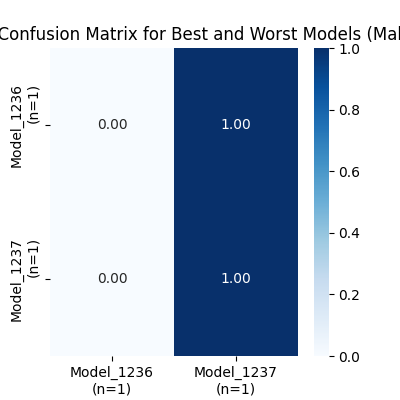 Confusion Matrix for Best and Worst Models (Mal
Model_1236
(n=1)
0.00
1.00
Model_1237
(n=1)
0.00
1.00
Model_1236
(n=1)
Model_1237
(n=1)
1.0
0.8
0.6
0.4
0.2
0.0